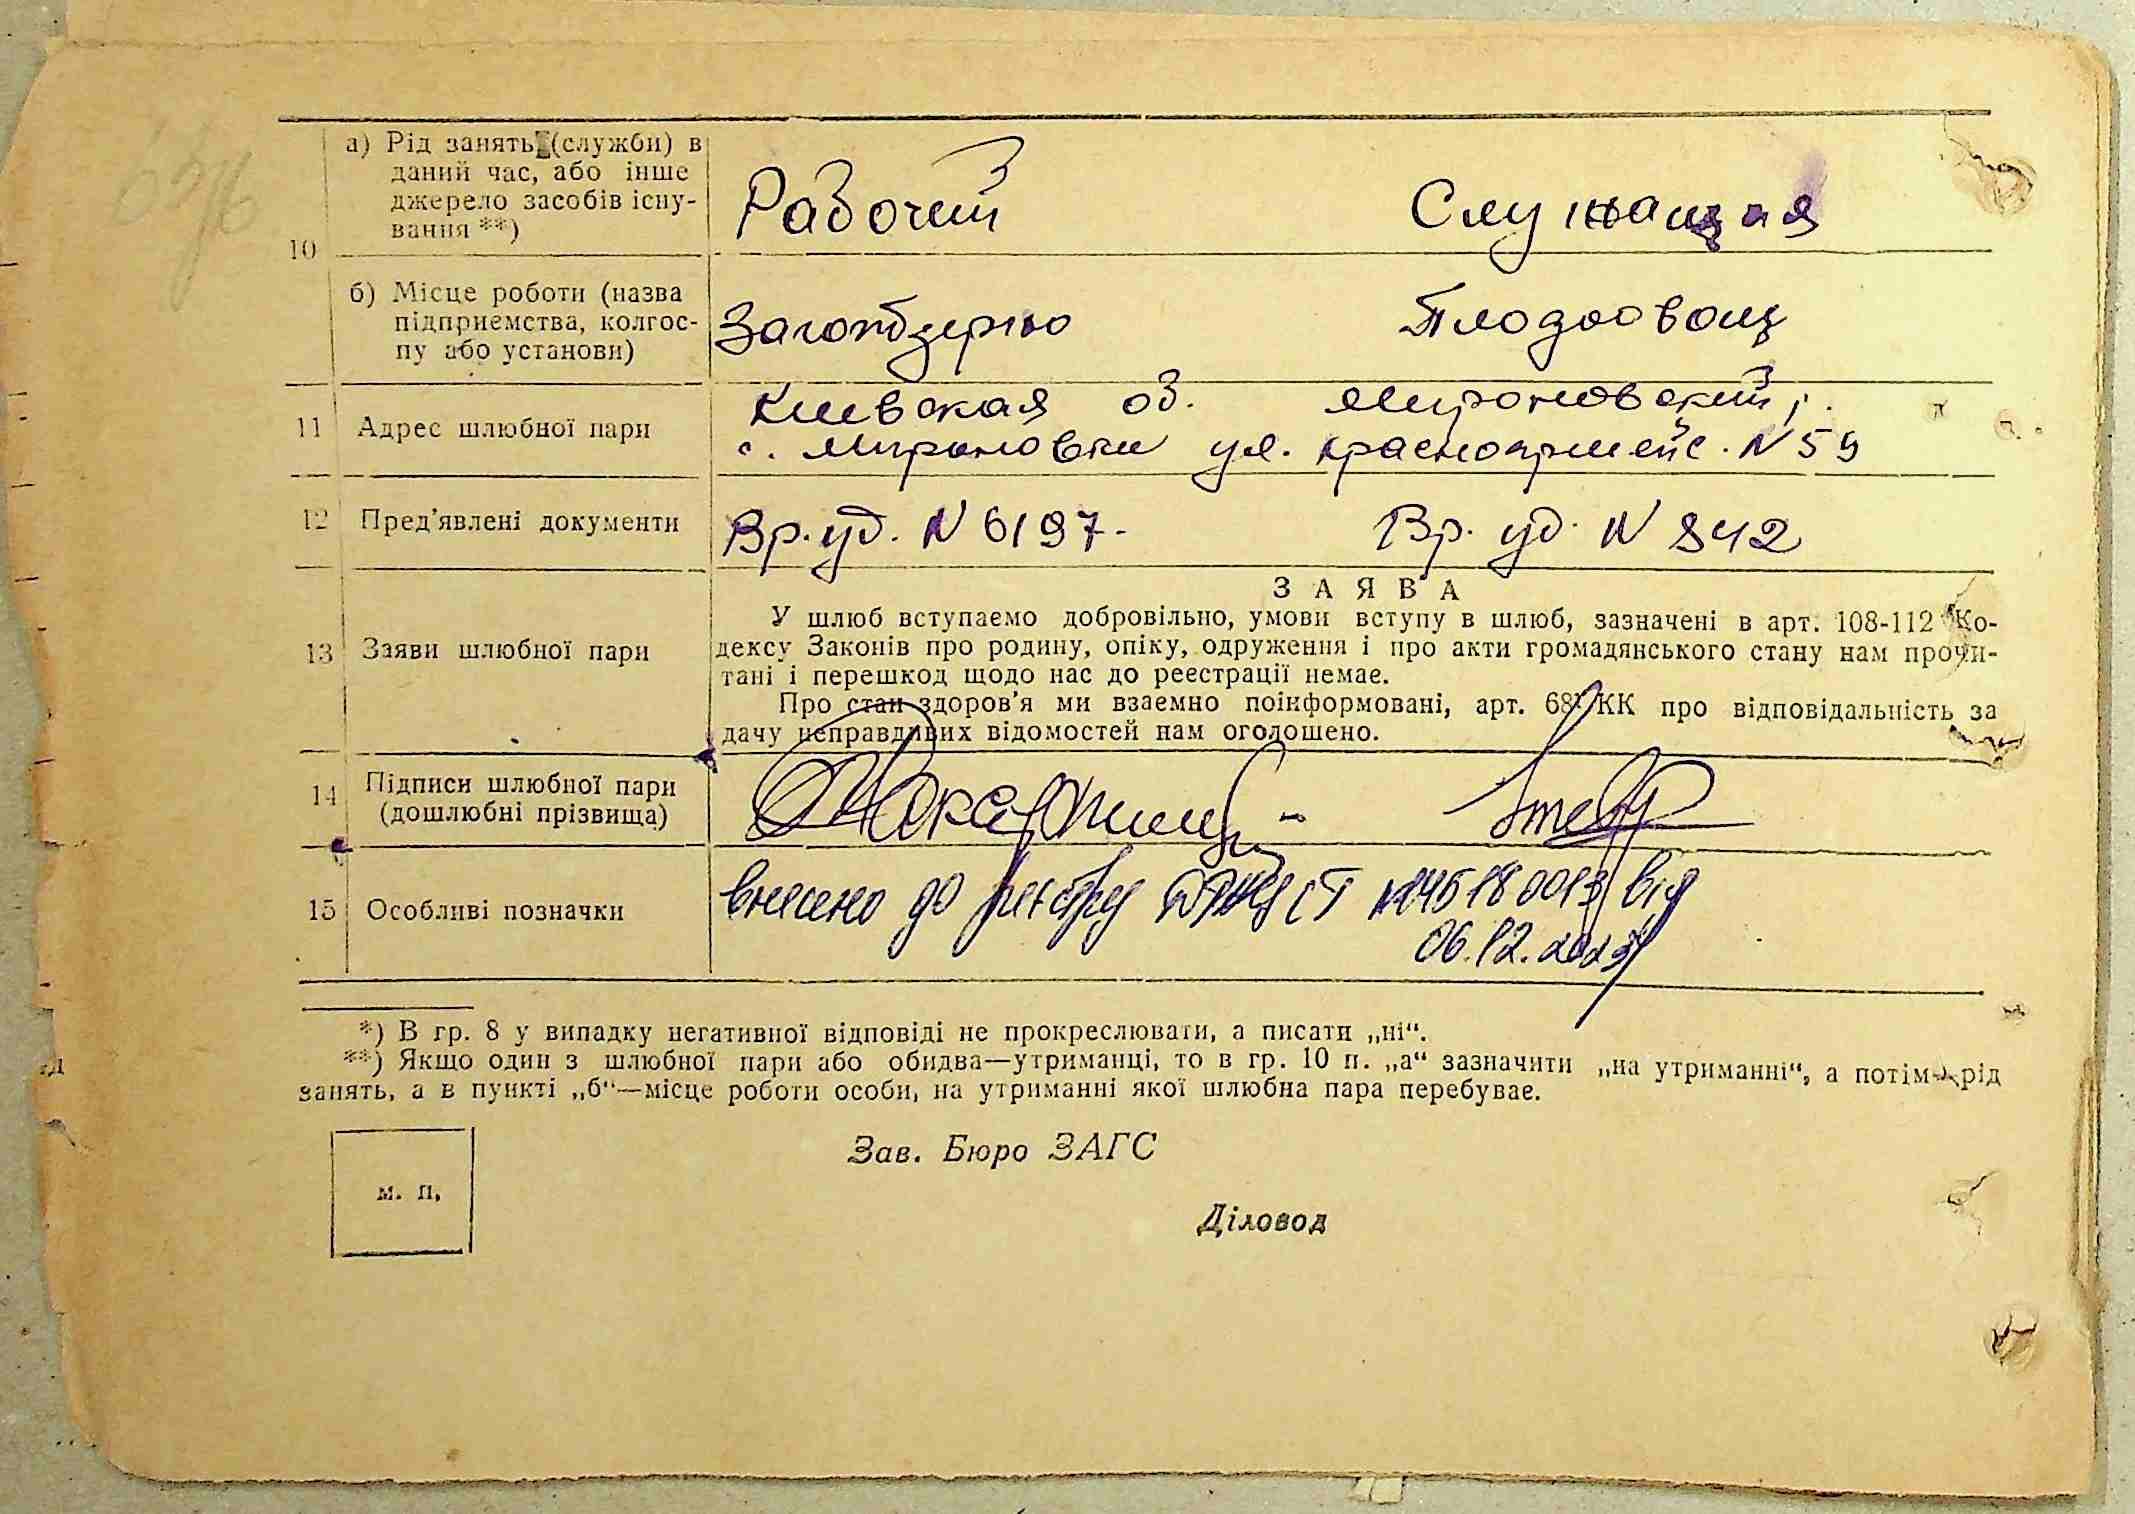 а) Рід занять (служби) в
даний час, або інше
джерело засобів існу-
вання **)
10
Рабочий Служащая
б) Місце роботи (назва
підприємства, колгос-
пу або установи)
Заготзерно Плодоовощ
11 Адрес шлюбної пари
Киевская об. Мироновский р.
с. Мироновки ул. Красноармейс. N 59
12 Пред’явлені документи
Вр. уд. N 6197. Вр. уд. N 842
13 Заяви шлюбної пари
ЗАЯВА
У шлюб вступаємо добровільно, умови вступу в шлюб, зазначені в арт. 108-112 Ко-
дексу Законів про родину, опіку, одруження і про акти громадянського стану нам прочи-
тані і перешкод щодо нас до реєстрації немає.
Про стан здоров’я ми взаємно поінформовані, арт. 68¹ КК про відповідальність за
дачу неправдивих відомостей нам оголошено.
14 Підписи шлюбної пари
(дошлюбні прізвища)
15 Особливі позначки
внесено до реєстру від
06.12.2023
*) В гр. 8 у випадку негативної відповіді не прокреслювати, а писати „ні“.
**) Якщо один з шлюбної пари або обидва—утриманці, то в гр. 10 п. „а“ зазначити „на утриманні“, а потім рід
занять, а в пункті „б“—місце роботи особи, на утриманні якої шлюбна пара перебуває.
Зав. Бюро ЗАГС
м. п.
Діловод